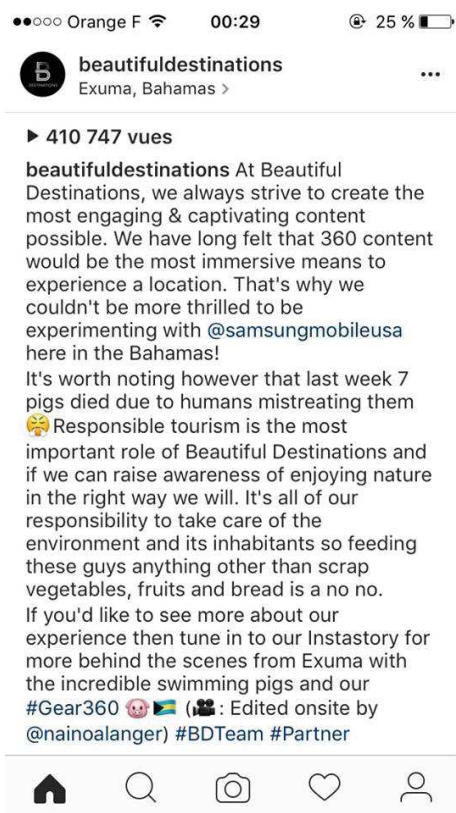 ●●○○○ Orange F 00:29 25 %
B
beautifuldestinations
Exuma, Bahamas >
▶ 410 747 vues
beautifuldestinations At Beautiful
Destinations, we always strive to create the
most engaging & captivating content
possible. We have long felt that 360 content
would be the most immersive means to
experience a location. That's why we
couldn't be more thrilled to be
experimenting with @samsungmobileusa
here in the Bahamas!
It's worth noting however that last week 7
pigs died due to humans mistreating them
😤 Responsible tourism is the most
important role of Beautiful Destinations and
if we can raise awareness of enjoying nature
in the right way we will. It's all of our
responsibility to take care of the
environment and its inhabitants so feeding
these guys anything other than scrap
vegetables, fruits and bread is a no no.
If you'd like to see more about our
experience then tune in to our Instastory for
more behind the scenes from Exuma with
the incredible swimming pigs and our
#Gear360 🐷🇧🇸 (🎥: Edited onsite by
@nainoalanger) #BDTeam #Partner